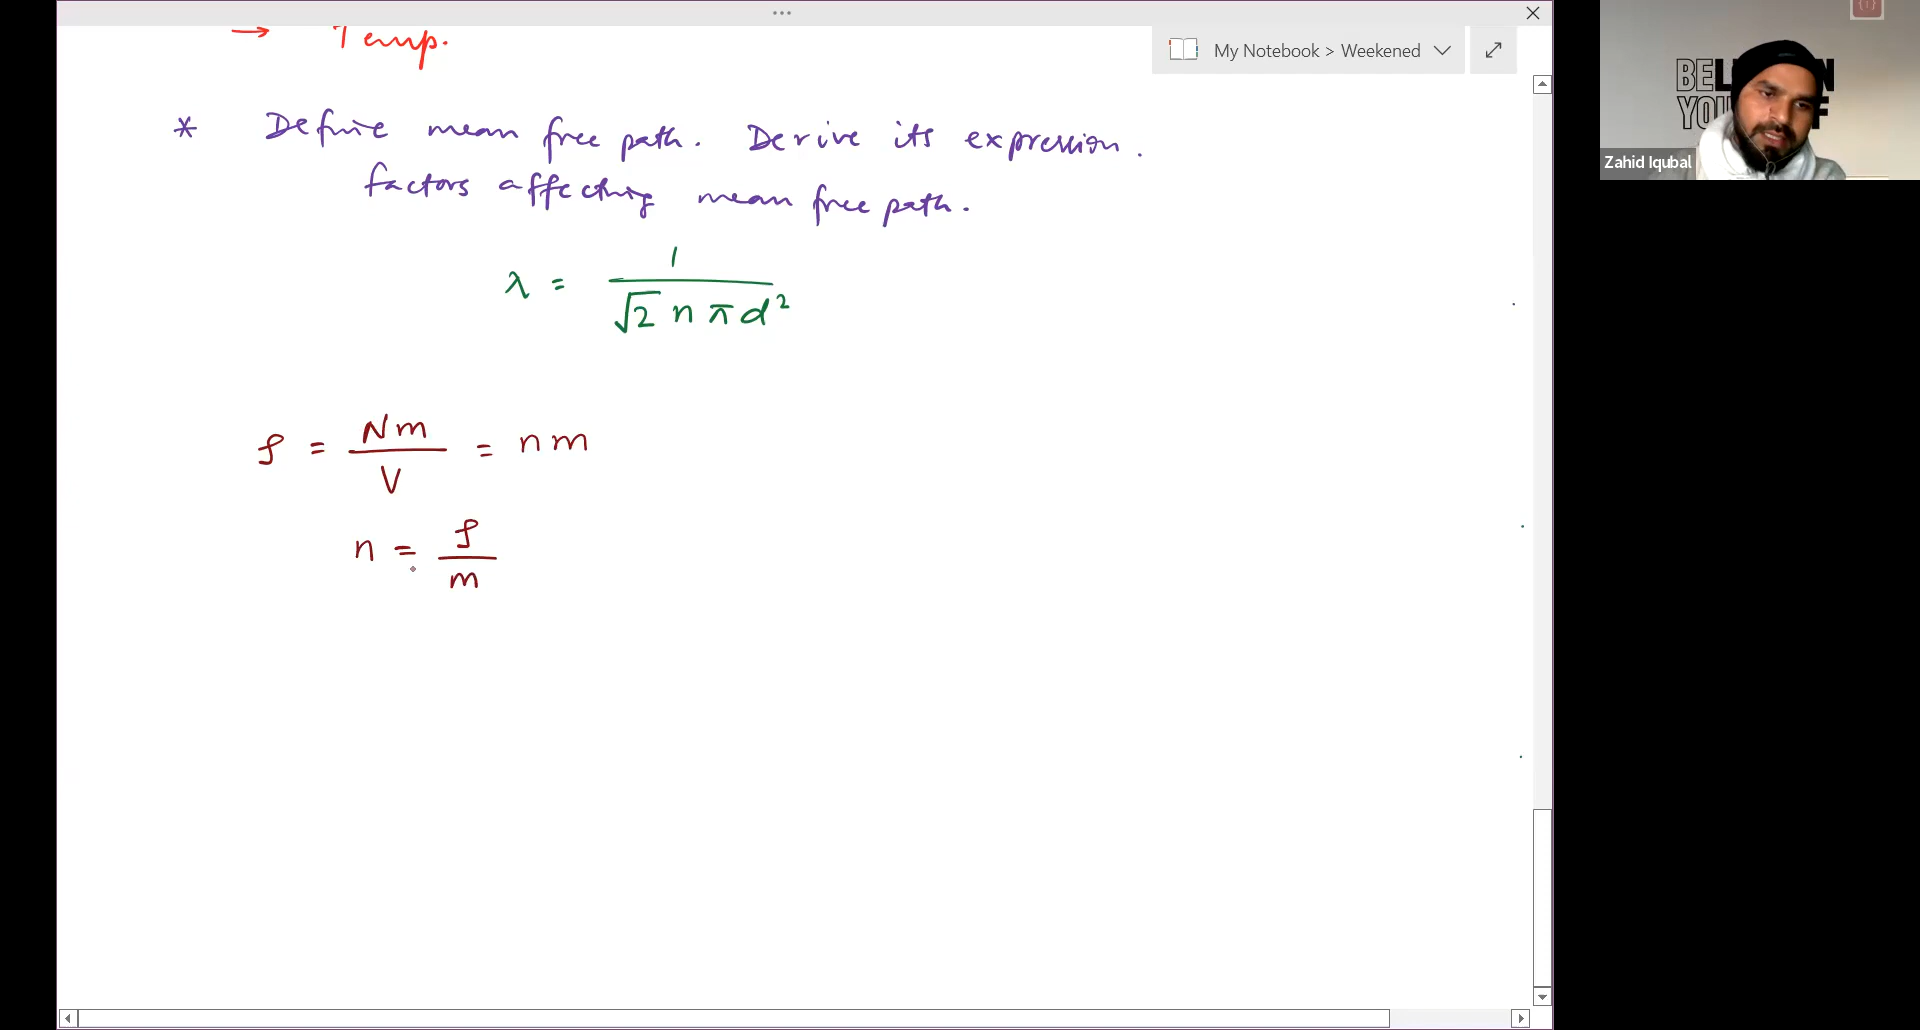 → Temp.
My Notebook > Weekened
* Define mean free path. Derive its expression.
factors affecting mean free path.
λ = 1 / √2 n π d²
ρ = Nm / V = nm
n = ρ / m
Zahid Iqubal